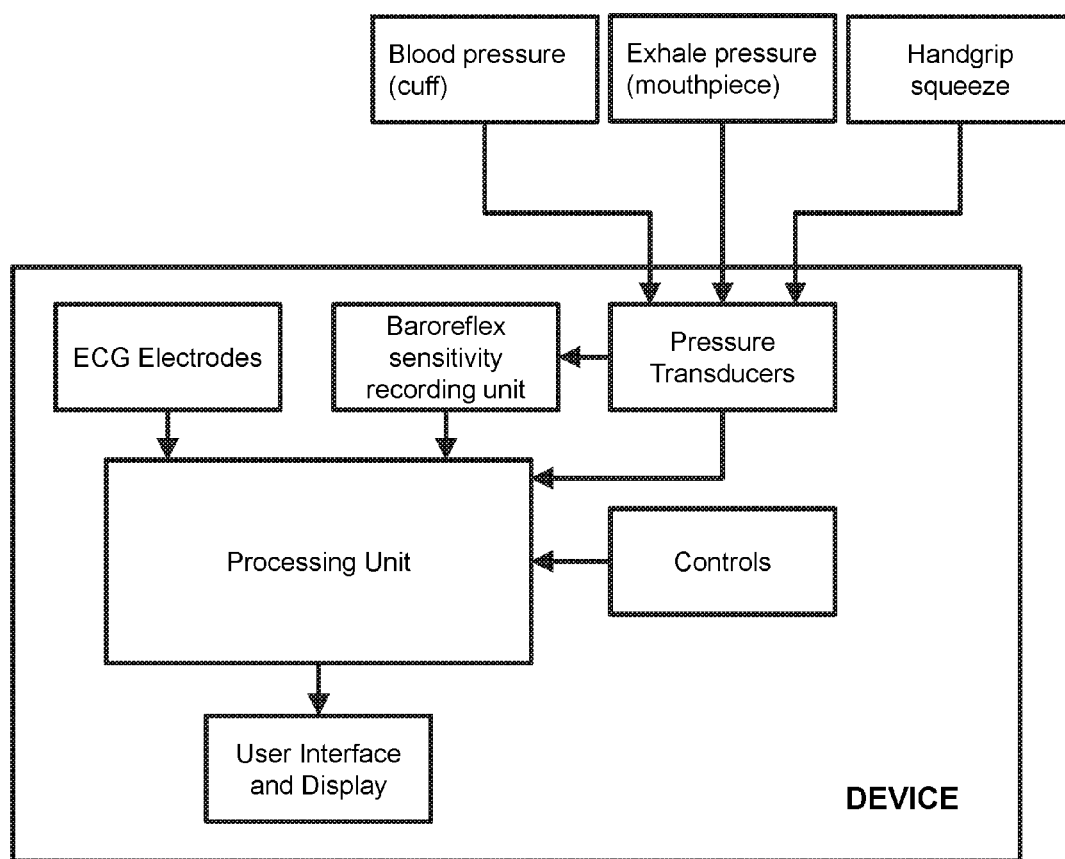 Blood pressure
(cuff)
Exhale pressure
(mouthpiece)
Handgrip
squeeze
ECG Electrodes
Baroreflex
sensitivity
recording unit
Pressure
Transducers
Processing Unit
Controls
User Interface
and Display
DEVICE